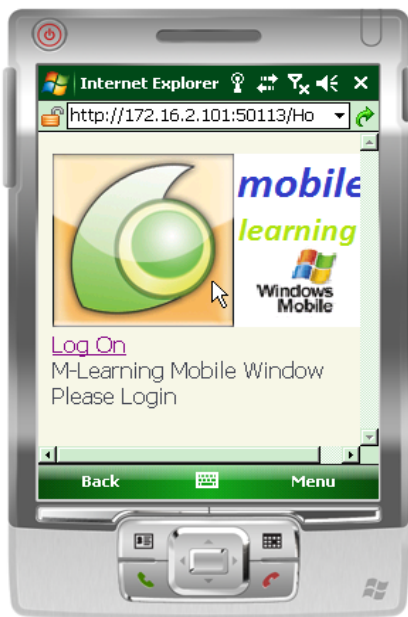 Internet Explorer
http://172.16.2.101:50113/Ho
mobile
learning
Windows
Mobile
Log On
M-Learning Mobile Window
Please Login
Back
Menu